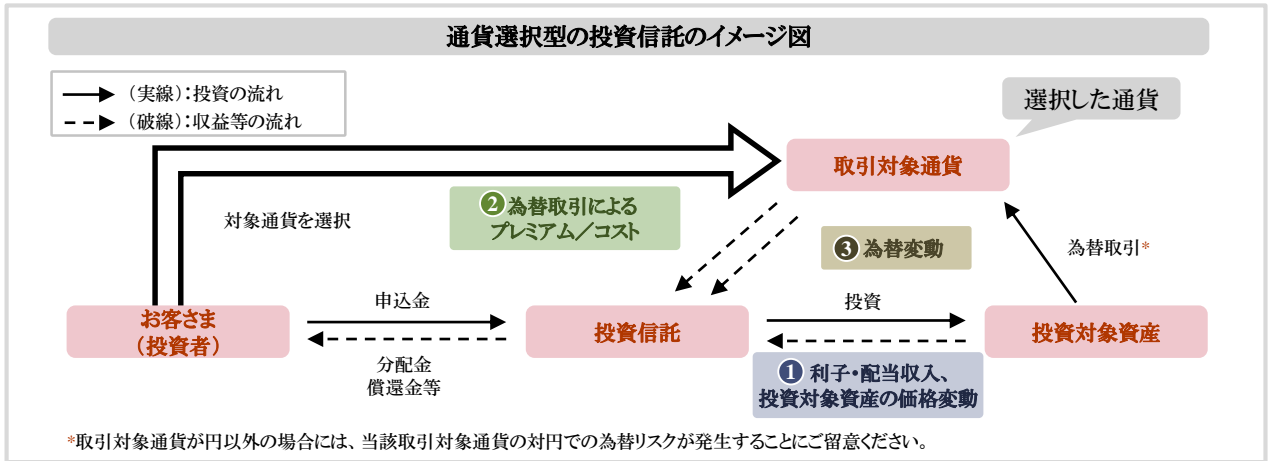 通貨選択型の投資信託のイメージ図
（実線）：投資の流れ
（破線）：収益等の流れ
選択した通貨
取引対象通貨
対象通貨を選択
❷ 為替取引による
プレミアム／コスト
❸ 為替変動
為替取引*
お客さま
（投資者）
申込金
分配金
償還金等
投資信託
投資
投資対象資産
❶ 利子・配当収入、
投資対象資産の価格変動
*取引対象通貨が円以外の場合には、当該取引対象通貨の対円での為替リスクが発生することにご留意ください。